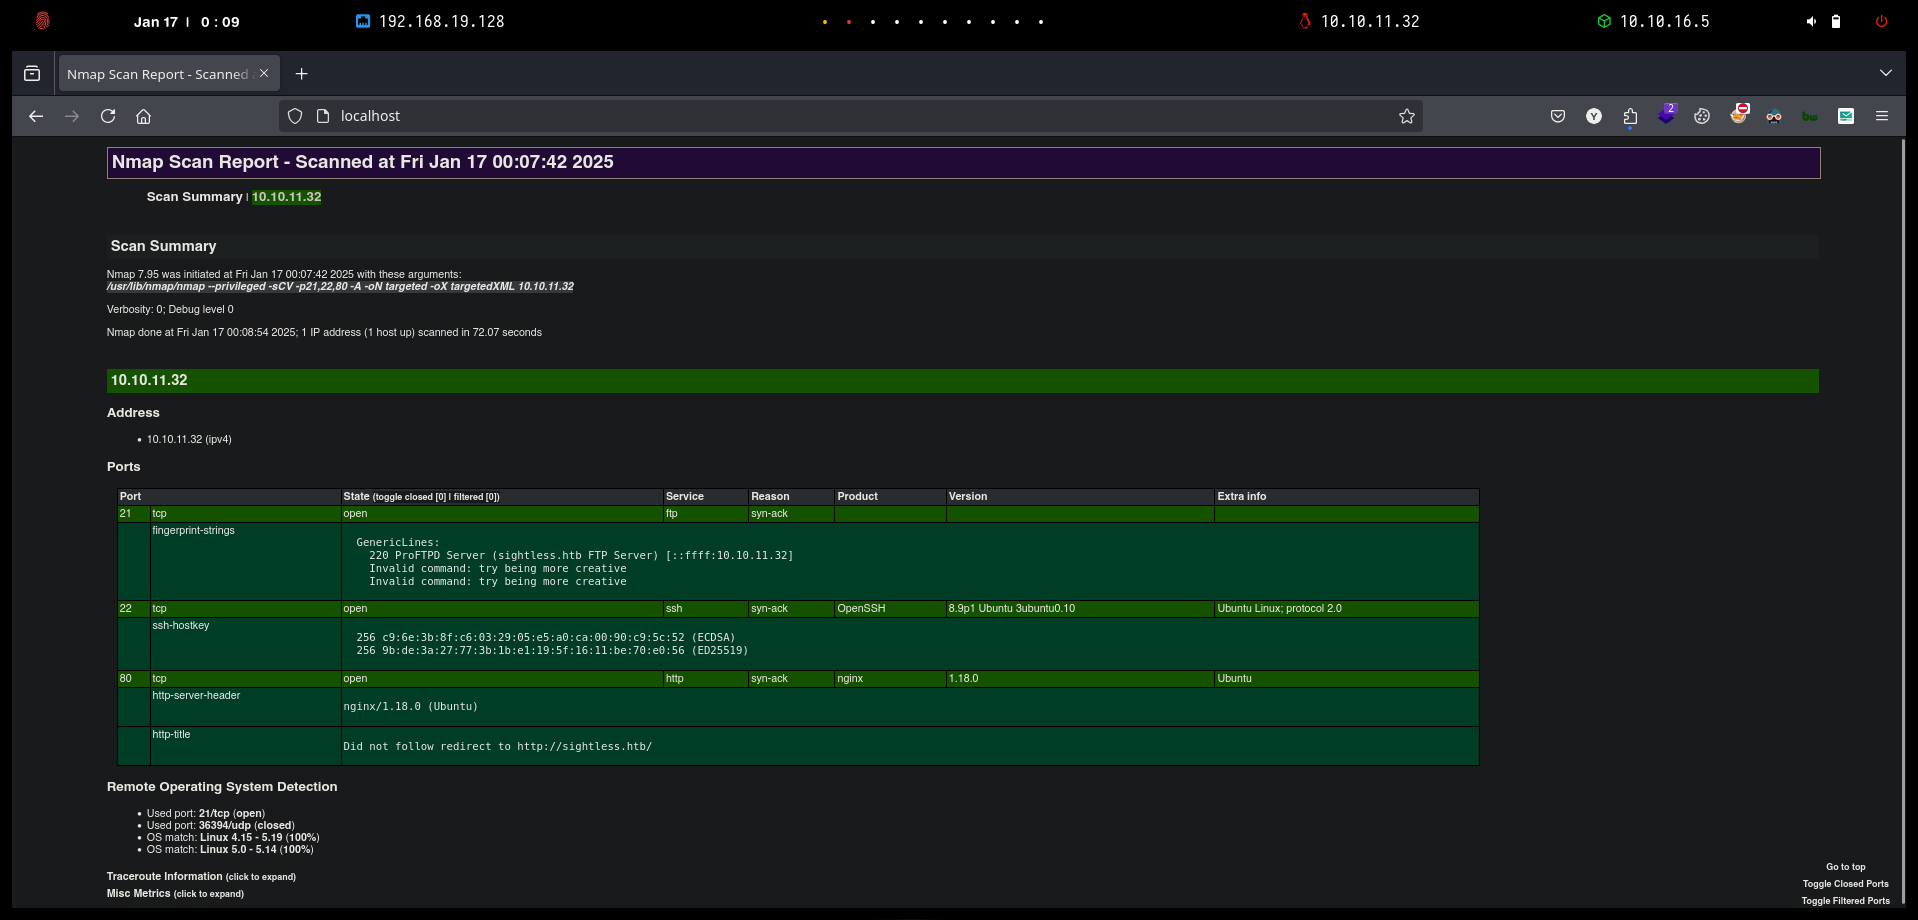 Jan 17 | 0 : 09 192.168.19.128 10.10.11.32 10.10.16.5
Nmap Scan Report - Scanned
localhost
2
Nmap Scan Report - Scanned at Fri Jan 17 00:07:42 2025
Scan Summary | 10.10.11.32
Scan Summary
Nmap 7.95 was initiated at Fri Jan 17 00:07:42 2025 with these arguments:
/usr/lib/nmap/nmap --privileged -sCV -p21,22,80 -A -oN targeted -oX targetedXML 10.10.11.32
Verbosity: 0; Debug level 0
Nmap done at Fri Jan 17 00:08:54 2025; 1 IP address (1 host up) scanned in 72.07 seconds
10.10.11.32
Address
• 10.10.11.32 (ipv4)
Ports
Port State (toggle closed [0] | filtered [0]) Service Reason Product Version Extra info
21 tcp open ftp syn-ack
fingerprint-strings
GenericLines:
220 ProFTPD Server (sightless.htb FTP Server) [::ffff:10.10.11.32]
Invalid command: try being more creative
Invalid command: try being more creative
22 tcp open ssh syn-ack OpenSSH 8.9p1 Ubuntu 3ubuntu0.10 Ubuntu Linux; protocol 2.0
ssh-hostkey
256 c9:6e:3b:8f:c6:03:29:05:e5:a0:ca:00:90:c9:5c:52 (ECDSA)
256 9b:de:3a:27:77:3b:1b:e1:19:5f:16:11:be:70:e0:56 (ED25519)
80 tcp open http syn-ack nginx 1.18.0 Ubuntu
http-server-header
nginx/1.18.0 (Ubuntu)
http-title
Did not follow redirect to http://sightless.htb/
Remote Operating System Detection
• Used port: 21/tcp (open)
• Used port: 36394/udp (closed)
• OS match: Linux 4.15 - 5.19 (100%)
• OS match: Linux 5.0 - 5.14 (100%)
Traceroute Information (click to expand)
Misc Metrics (click to expand)
Go to top
Toggle Closed Ports
Toggle Filtered Ports